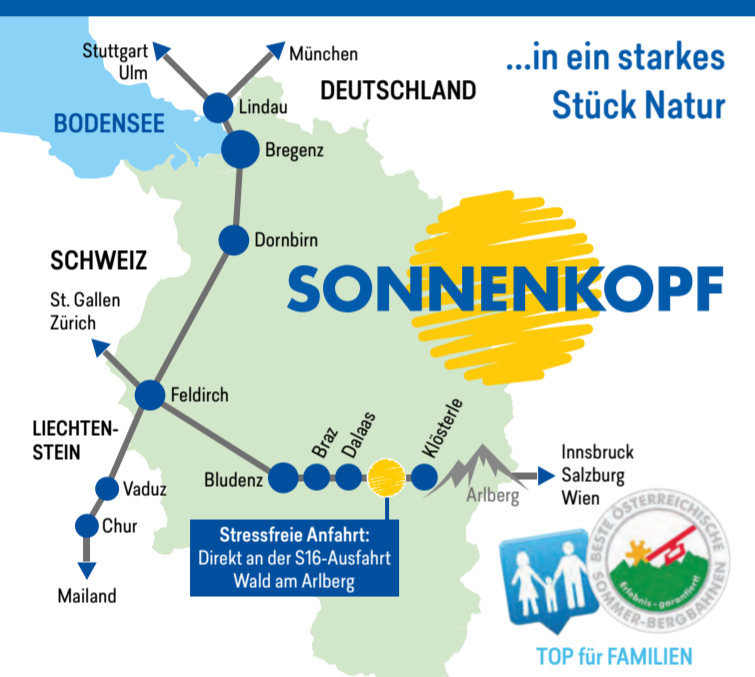 ...in ein starkes
Stück Natur
Stuttgart
Ulm
München
DEUTSCHLAND
Lindau
BODENSEE
Bregenz
Dornbirn
SCHWEIZ
SONNENKOPF
St. Gallen
Zürich
Feldirch
LIECHTEN-
STEIN
Bludenz
Braz
Dalaas
Klösterle
Arlberg
Innsbruck
Salzburg
Wien
Vaduz
Chur
Mailand
Stressfreie Anfahrt:
Direkt an der S16-Ausfahrt
Wald am Arlberg
BESTE ÖSTERREICHISCHE
SOMMER-BERGBAHNEN
Erlebnis - garantiert!
TOP für FAMILIEN